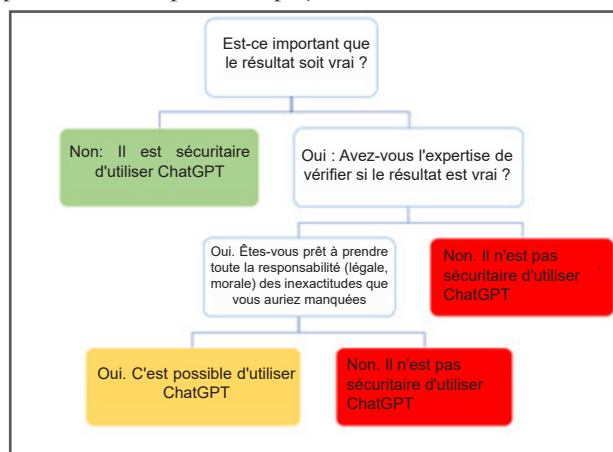 Est-ce important que
le résultat soit vrai ?
Non: Il est sécuritaire
d'utiliser ChatGPT
Oui : Avez-vous l'expertise de
vérifier si le résultat est vrai ?
Oui. Êtes-vous prêt à prendre
toute la responsabilité (légale,
morale) des inexactitudes que
vous auriez manquées
Non. Il n'est pas
sécuritaire d'utiliser
ChatGPT
Oui. C'est possible d'utiliser
ChatGPT
Non. Il n'est pas
sécuritaire d'utiliser
ChatGPT